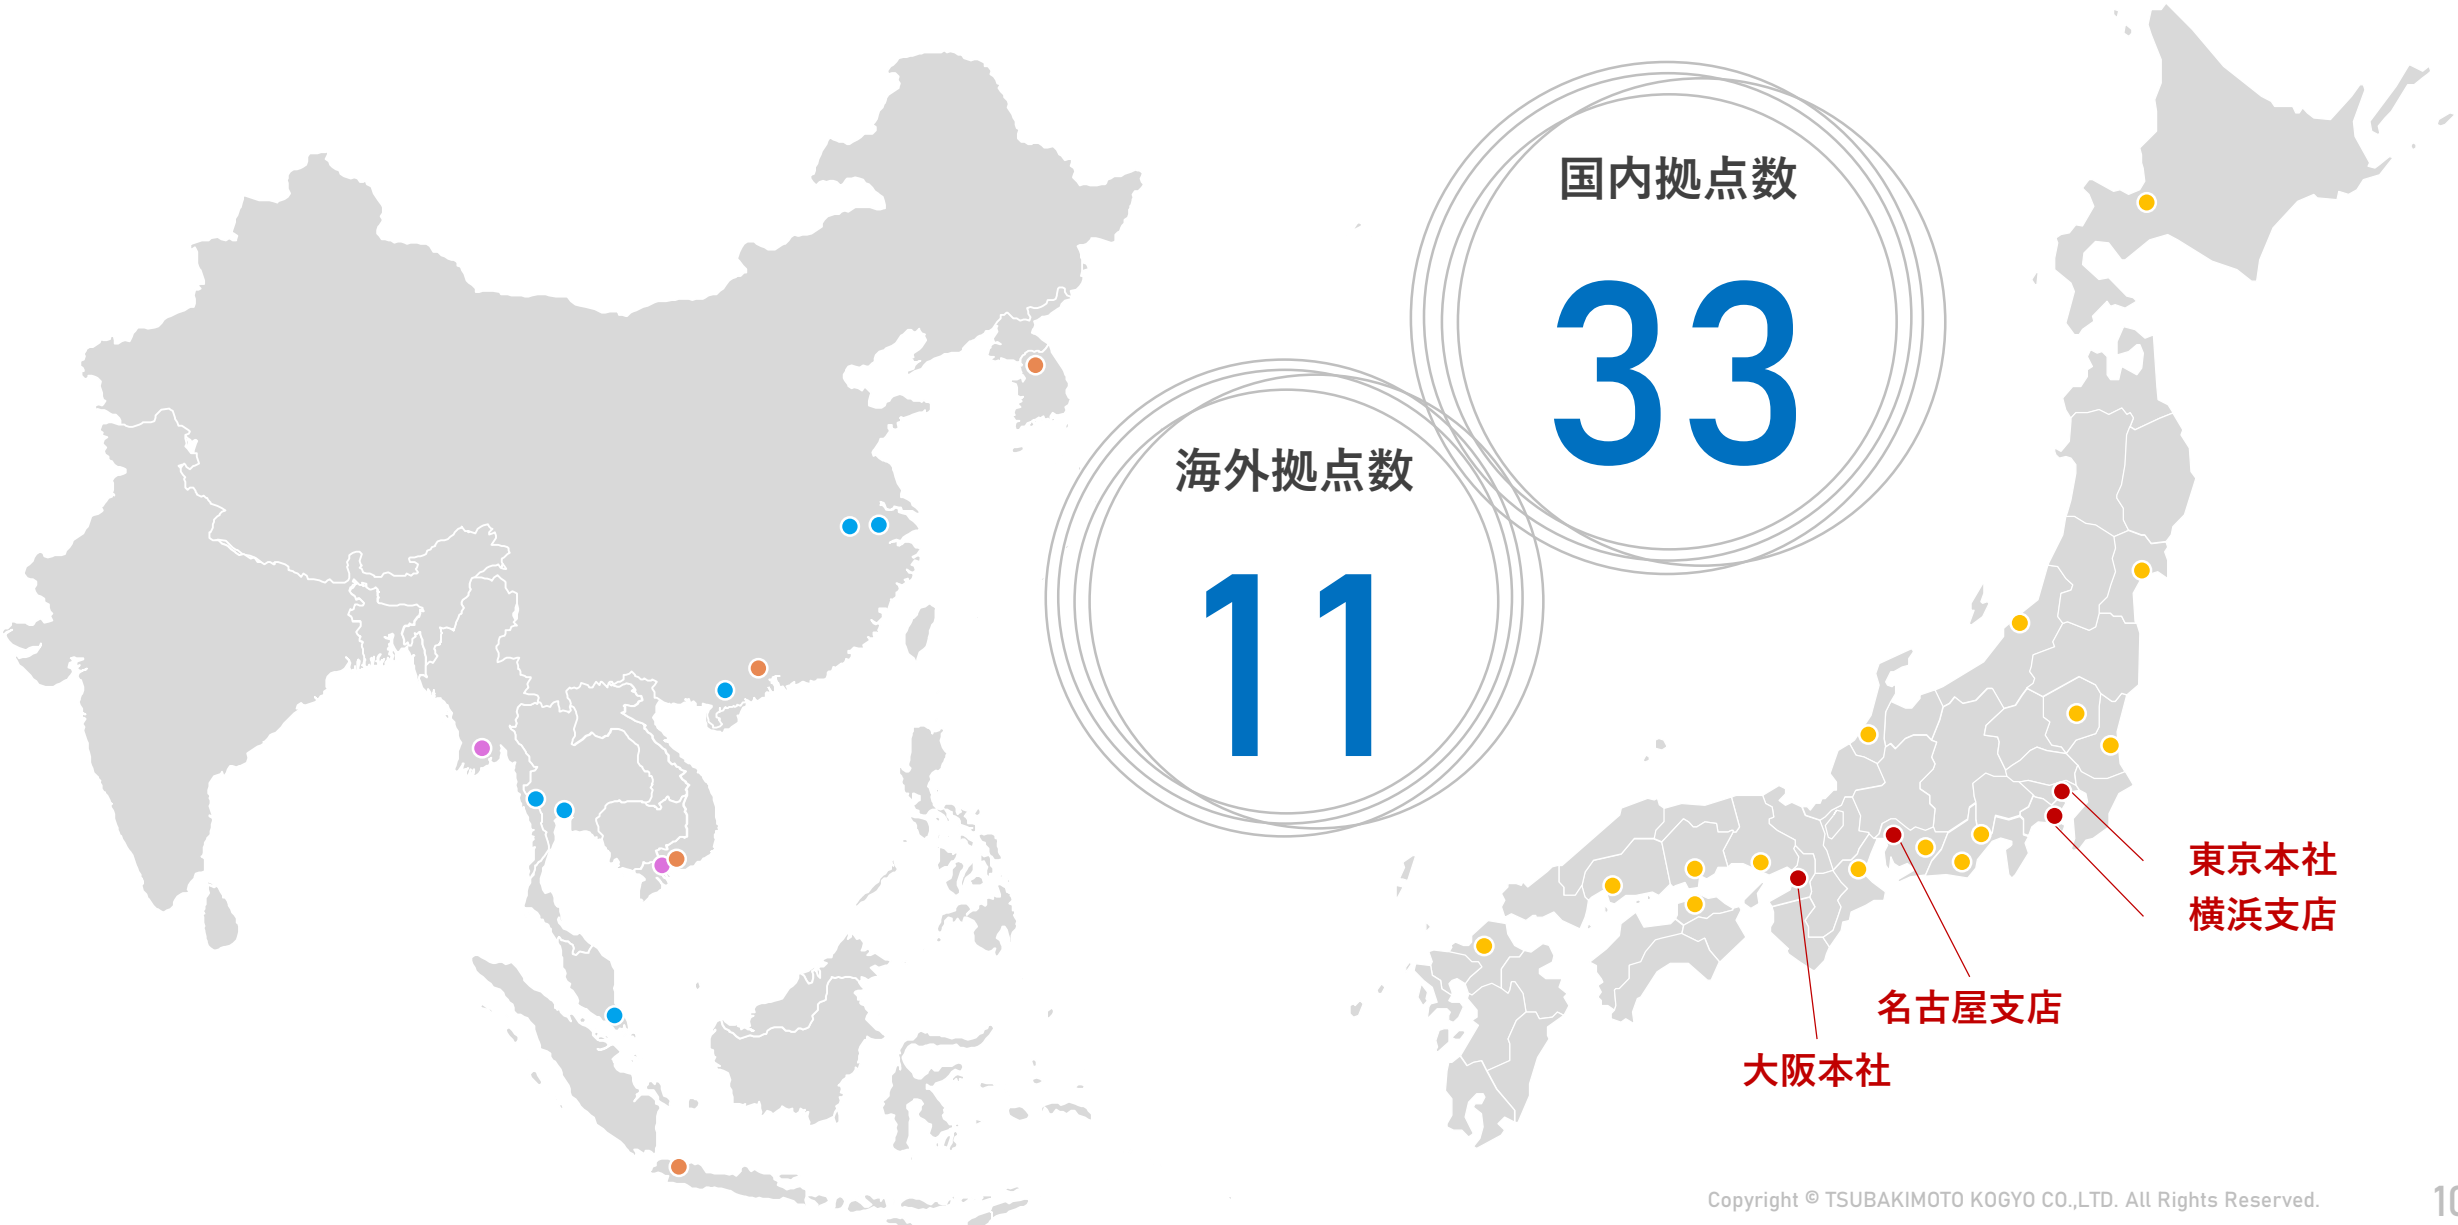 国内拠点数
33
海外拠点数
11
東京本社
横浜支店
名古屋支店
大阪本社
Copyright © TSUBAKIMOTO KOGYO CO.,LTD. All Rights Reserved.